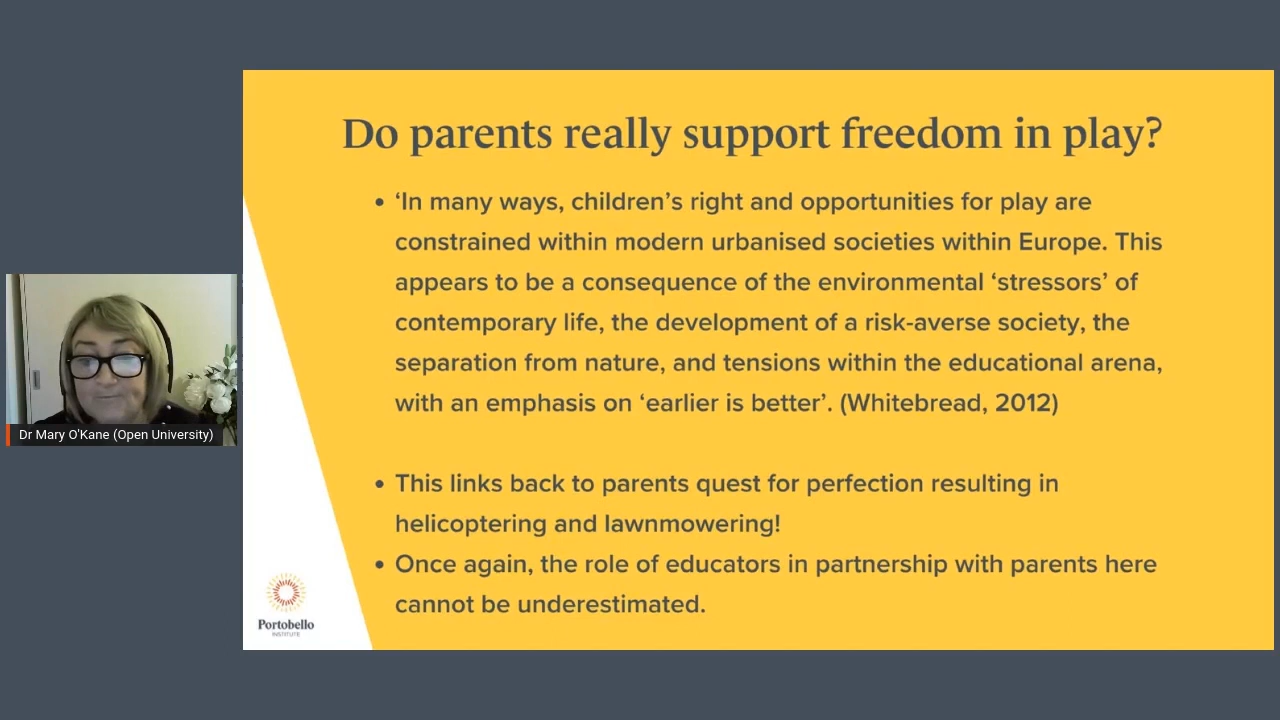 Do parents really support freedom in play?
• ‘In many ways, children’s right and opportunities for play are
constrained within modern urbanised societies within Europe. This
appears to be a consequence of the environmental ‘stressors’ of
contemporary life, the development of a risk-averse society, the
separation from nature, and tensions within the educational arena,
with an emphasis on ‘earlier is better’. (Whitebread, 2012)
• This links back to parents quest for perfection resulting in
helicoptering and lawnmowering!
• Once again, the role of educators in partnership with parents here
cannot be underestimated.
Portobello
INSTITUTE
Dr Mary O'Kane (Open University)